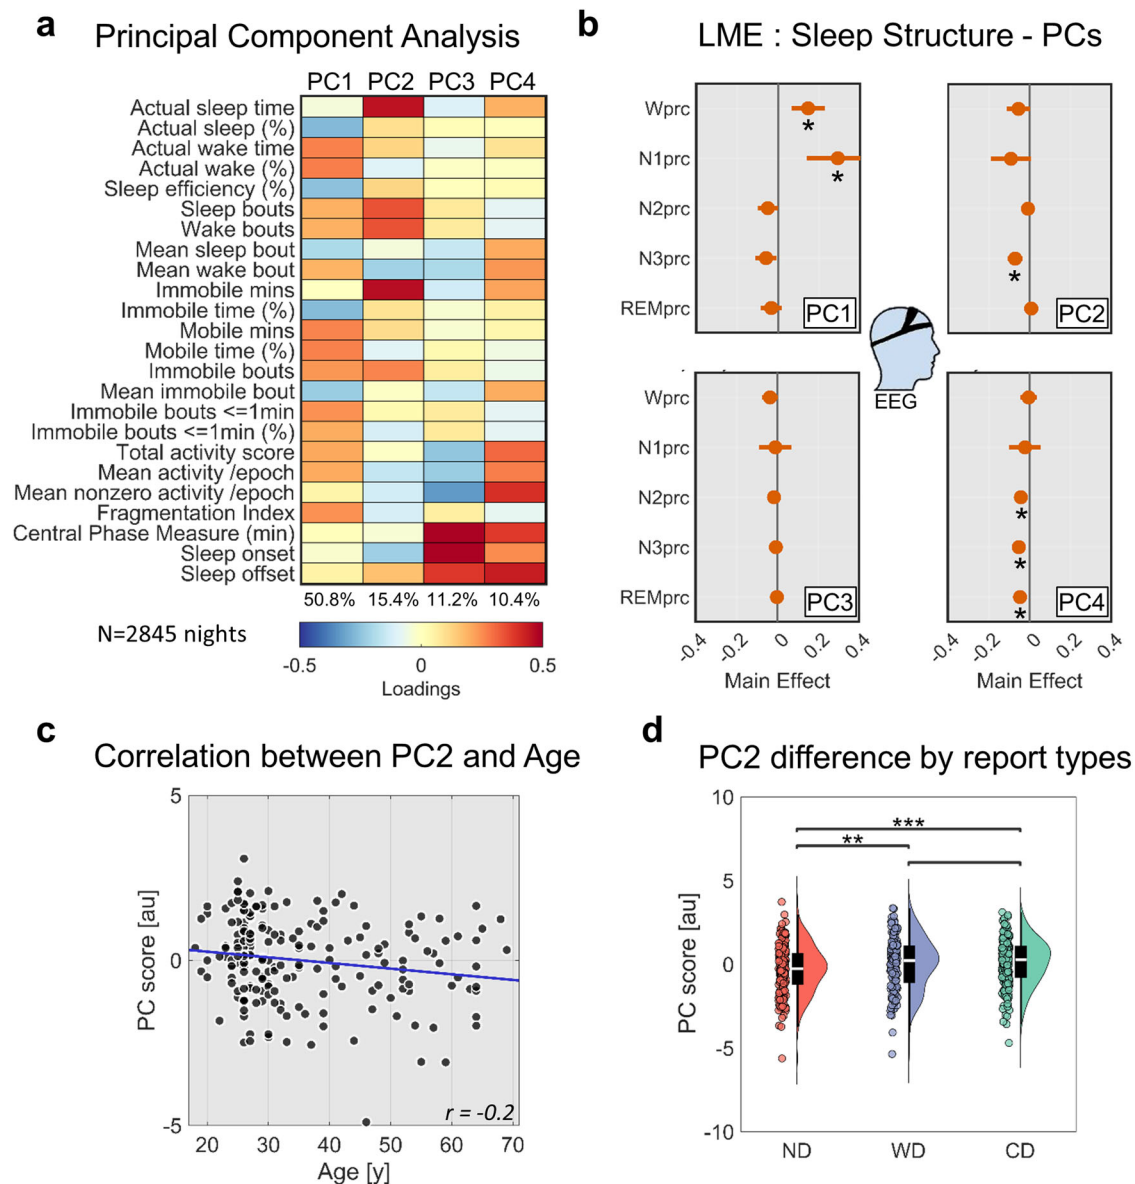 a
Principal Component Analysis
PC1 PC2 PC3 PC4
Actual sleep time
Actual sleep (%)
Actual wake time
Actual wake (%)
Sleep efficiency (%)
Sleep bouts
Wake bouts
Mean sleep bout
Mean wake bout
Immobile mins
Immobile time (%)
Mobile mins
Mobile time (%)
Immobile bouts
Mean immobile bout
Immobile bouts <=1min
Immobile bouts <=1min (%)
Total activity score
Mean activity /epoch
Mean nonzero activity /epoch
Fragmentation Index
Central Phase Measure (min)
Sleep onset
Sleep offset
50.8% 15.4% 11.2% 10.4%
N=2845 nights
-0.5 0 0.5
Loadings
b
LME : Sleep Structure - PCs
Wprc
*
N1prc
*
N2prc
N3prc
*
REMprc
PC1
PC2
EEG
Wprc
N1prc
N2prc
*
N3prc
*
REMprc
*
PC3
PC4
-0.4 -0.2 0 0.2 0.4
Main Effect
-0.4 -0.2 0 0.2 0.4
Main Effect
c
Correlation between PC2 and Age
5
0
-5
PC score [au]
r = -0.2
20 30 40 50 60 70
Age [y]
d
PC2 difference by report types
10
5
0
-5
-10
PC score [au]
***
**
ND WD CD